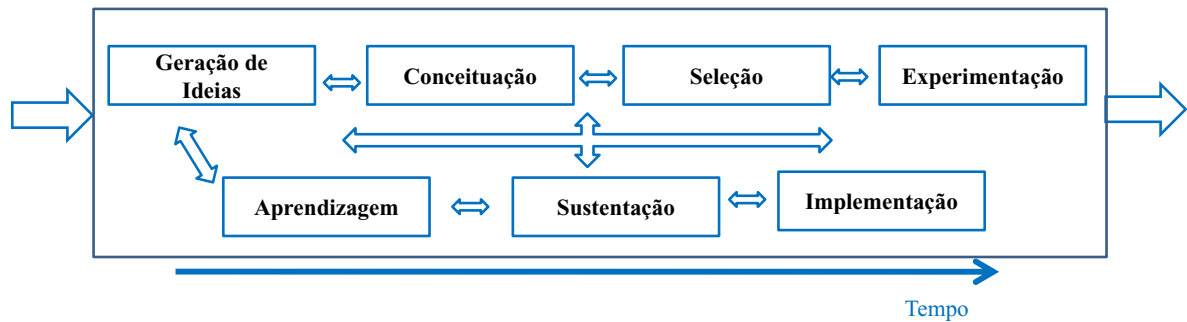 Geração de
Ideias
Conceituação
Seleção
Experimentação
Aprendizagem
Sustentação
Implementação
Tempo